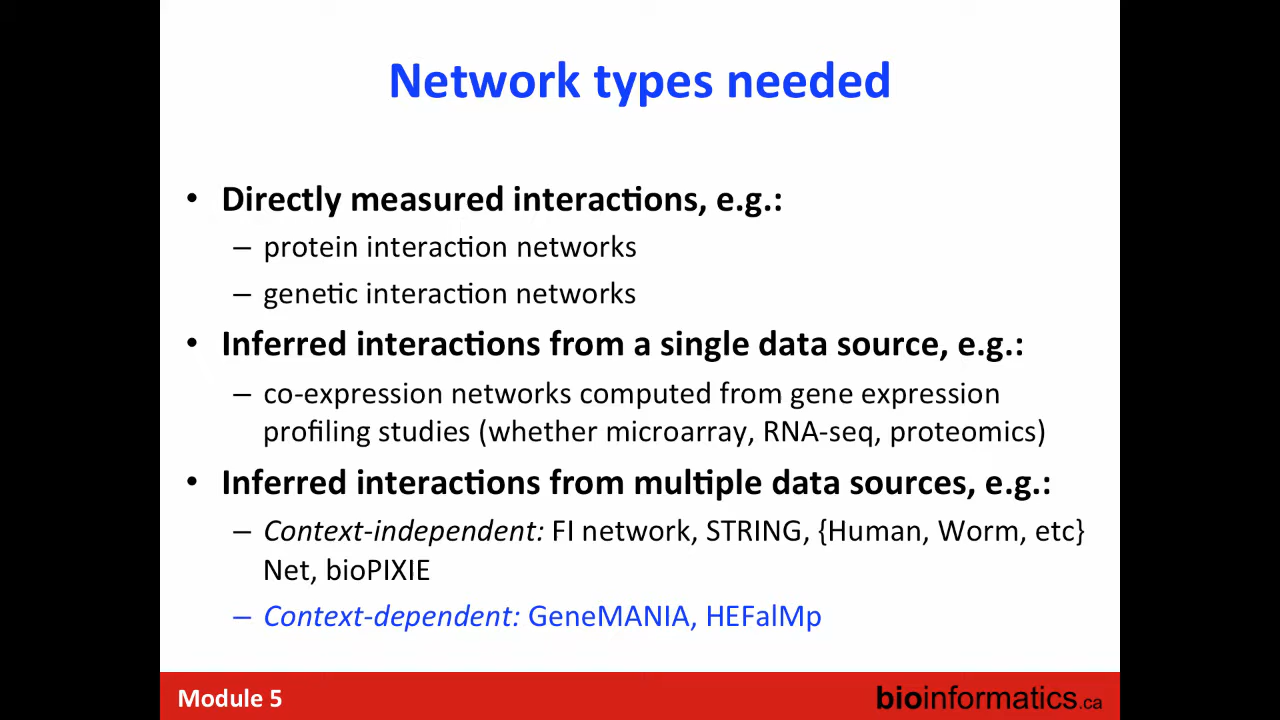 Network types needed
• Directly measured interactions, e.g.:
– protein interaction networks
– genetic interaction networks
• Inferred interactions from a single data source, e.g.:
– co-expression networks computed from gene expression
profiling studies (whether microarray, RNA-seq, proteomics)
• Inferred interactions from multiple data sources, e.g.:
– Context-independent: FI network, STRING, {Human, Worm, etc}
Net, bioPIXIE
– Context-dependent: GeneMANIA, HEFalMp
Module 5
bioinformatics.ca